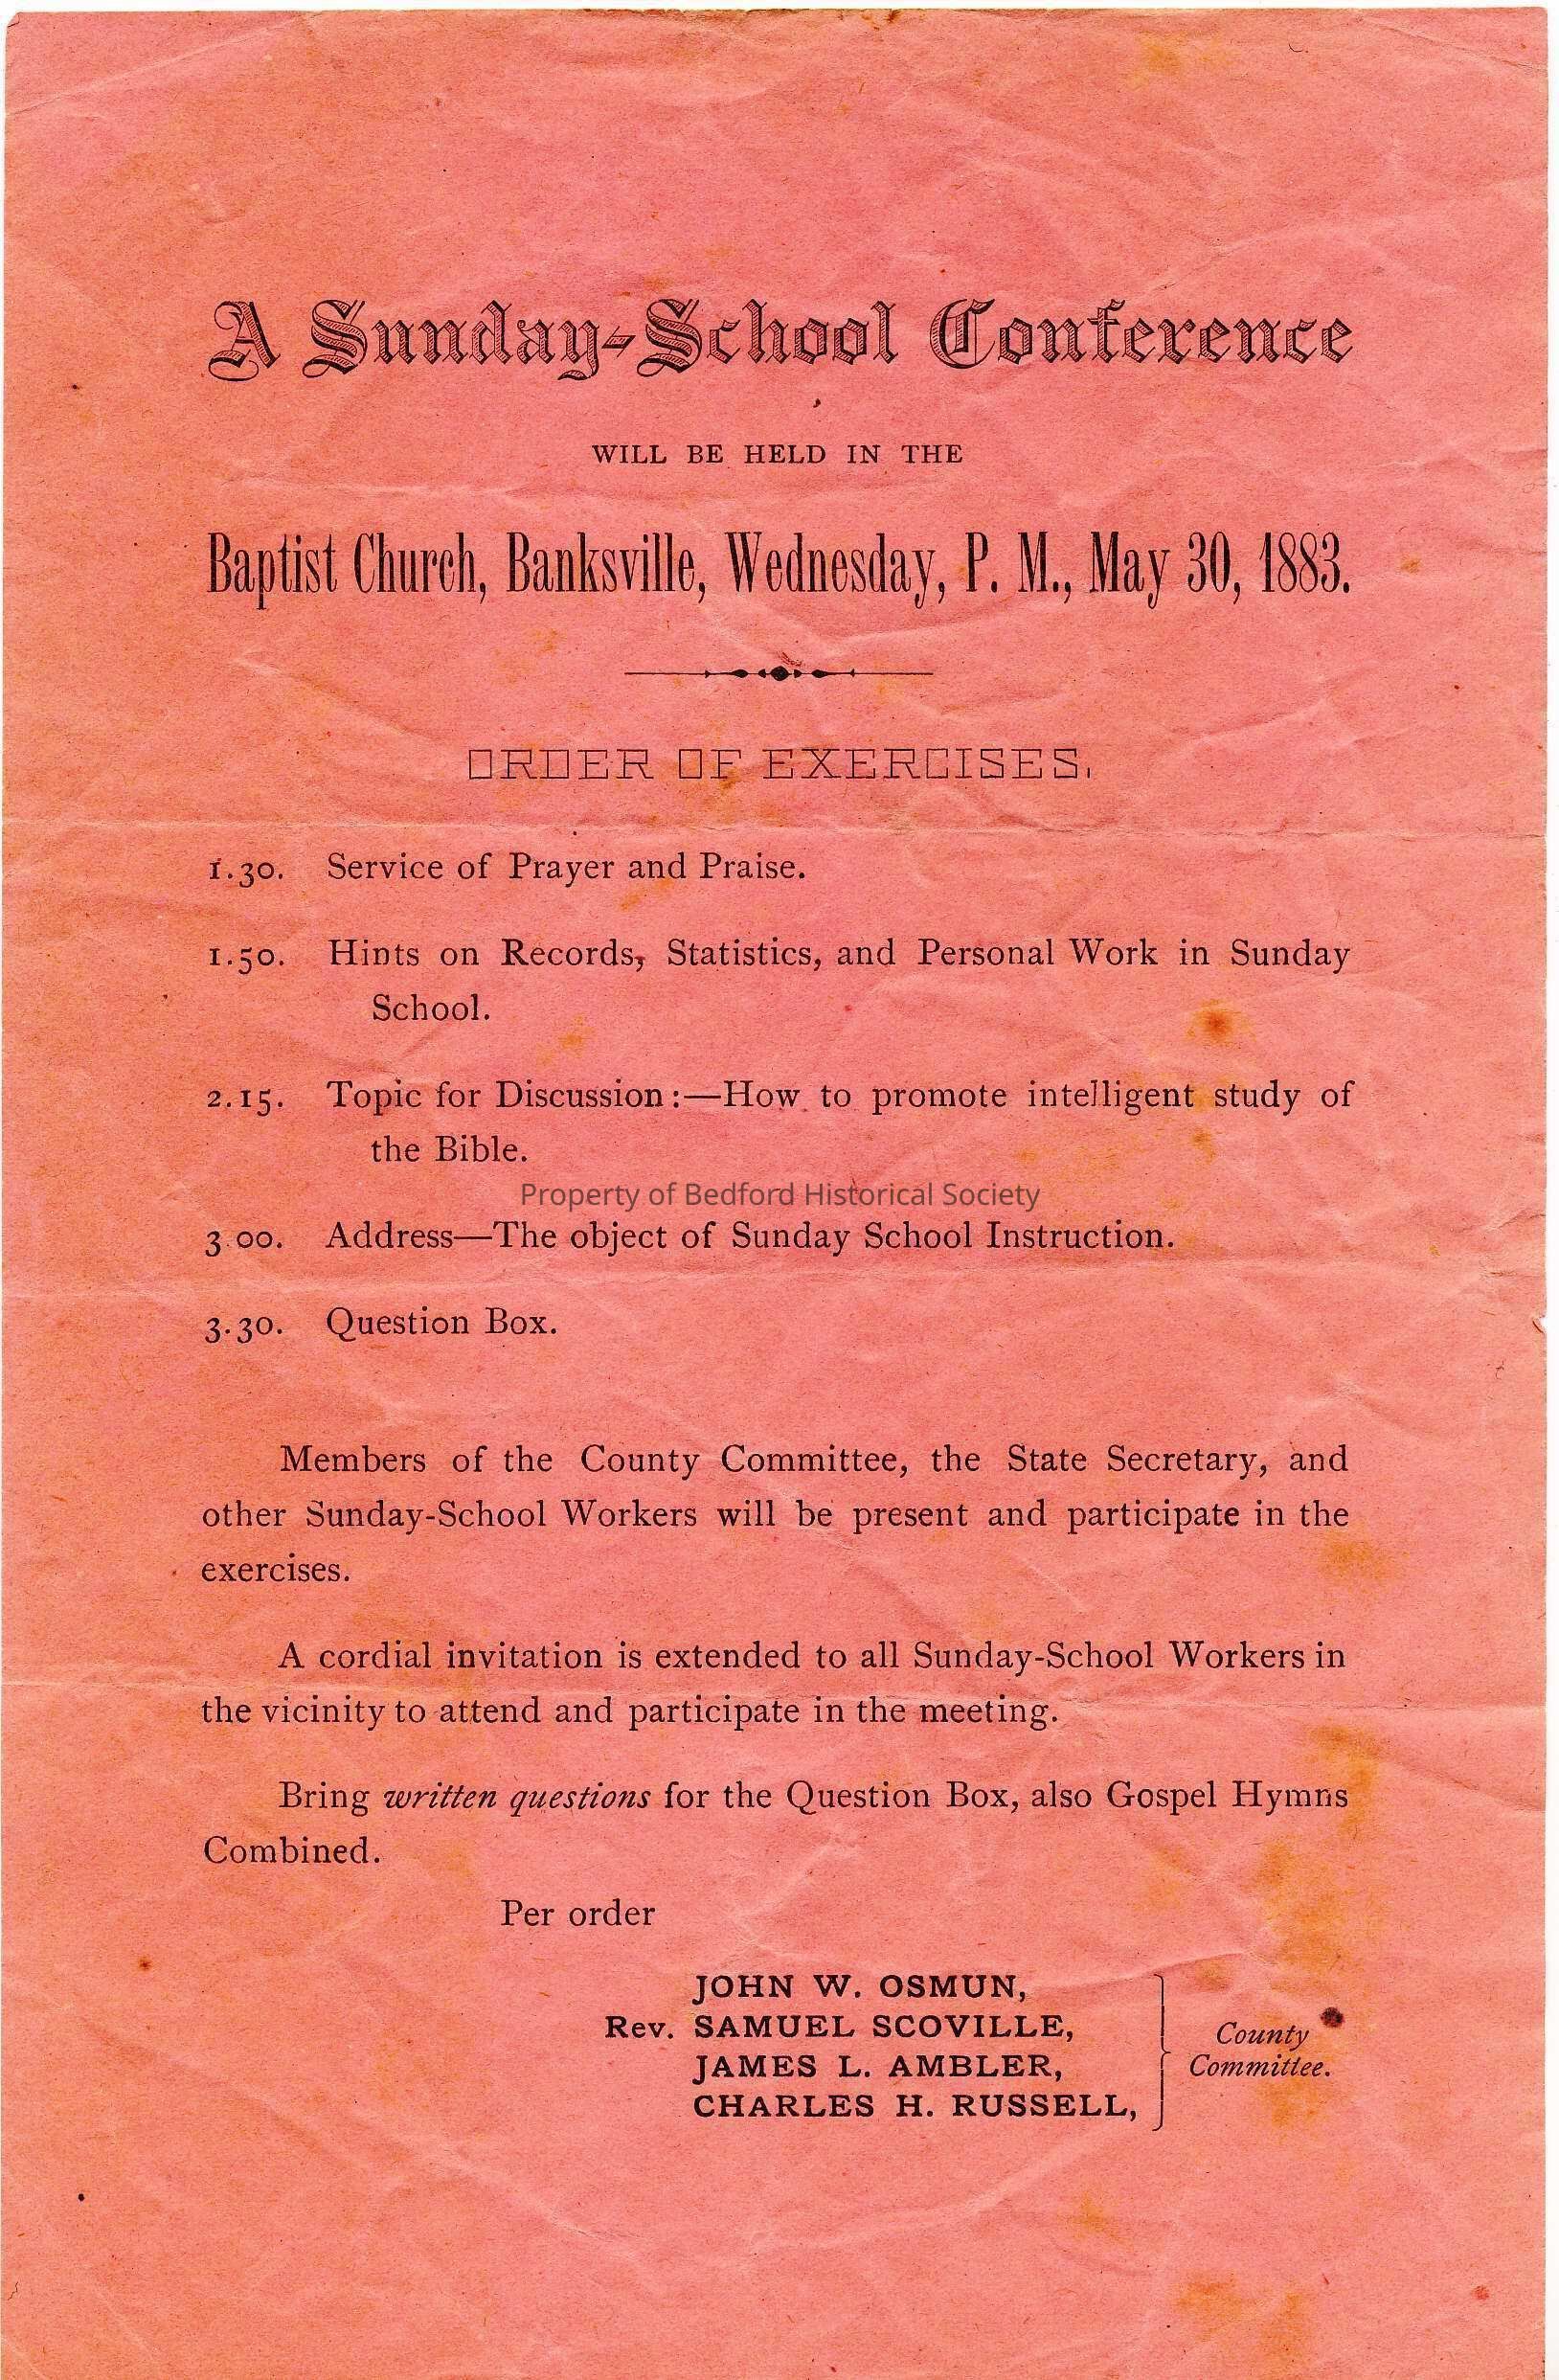 A Sunday-School Conference
WILL BE HELD IN THE
Baptist Church, Banksville, Wednesday, P. M., May 30, 1883.
ORDER OF EXERCISES.
1.30. Service of Prayer and Praise.
1.50. Hints on Records, Statistics, and Personal Work in Sunday
School.
2.15. Topic for Discussion:—How to promote intelligent study of
the Bible.
Property of Bedford Historical Society
3.00. Address—The object of Sunday School Instruction.
3.30. Question Box.
Members of the County Committee, the State Secretary, and
other Sunday-School Workers will be present and participate in the
exercises.
A cordial invitation is extended to all Sunday-School Workers in
the vicinity to attend and participate in the meeting.
Bring written questions for the Question Box, also Gospel Hymns
Combined.
Per order
JOHN W. OSMUN,
Rev. SAMUEL SCOVILLE,
JAMES L. AMBLER,
CHARLES H. RUSSELL,
County
Committee.